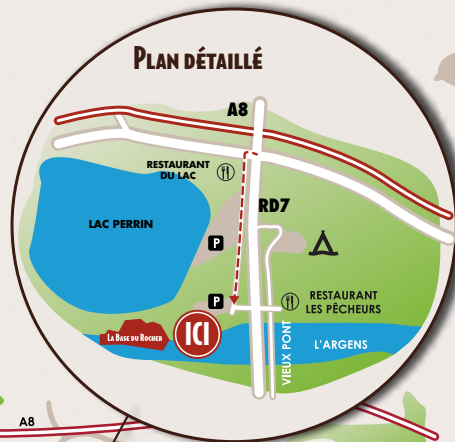 PLAN DÉTAILLÉ
A8
RESTAURANT
DU LAC
RD7
LAC PERRIN
P
P
RESTAURANT
LES PÊCHEURS
LA BASE DU ROCHER
ICI
VIEUX PONT
L'ARGENS
A8